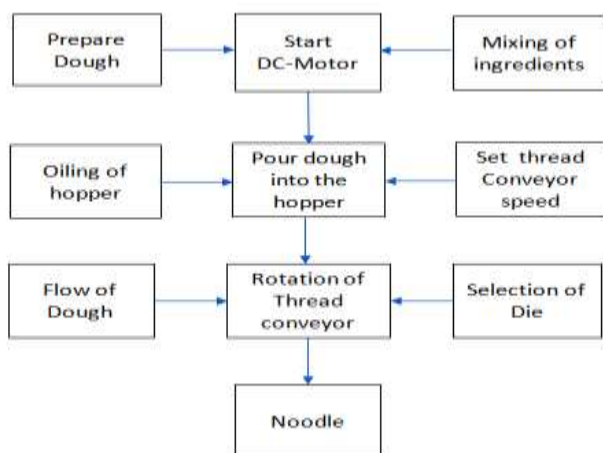 Prepare
Dough
Start
DC-Motor
Mixing of
ingredients
Oiling of
hopper
Pour dough
into the
hopper
Set thread
Conveyor
speed
Flow of
Dough
Rotation of
Thread
conveyor
Selection of
Die
Noodle